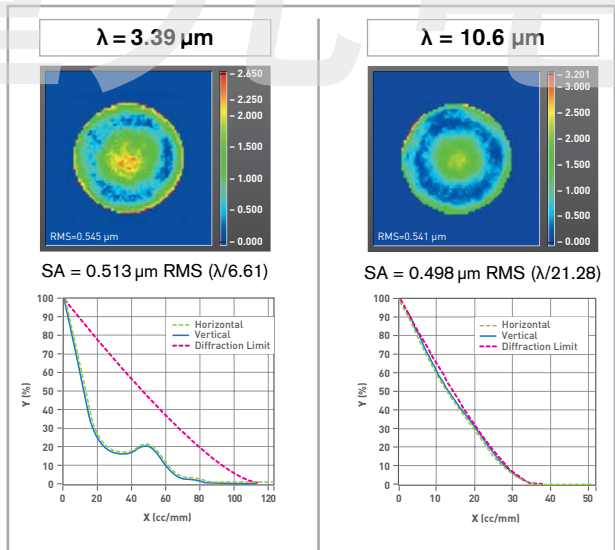 λ = 3.39 µm
2.650
2.250
2.000
1.500
1.000
0.500
0.000
RMS=0.545 µm
SA = 0.513 µm RMS (λ/6.61)
100
90
80
70
60
50
40
30
20
10
0
Y (%)
Horizontal
Vertical
Diffraction Limit
0 20 40 60 80 100 120
X (cc/mm)
λ = 10.6 µm
3.201
3.000
2.500
2.000
1.500
1.000
0.500
0.000
RMS=0.541 µm
SA = 0.498 µm RMS (λ/21.28)
100
90
80
70
60
50
40
30
20
10
0
Y (%)
Horizontal
Vertical
Diffraction Limit
0 10 20 30 40 50
X (cc/mm)